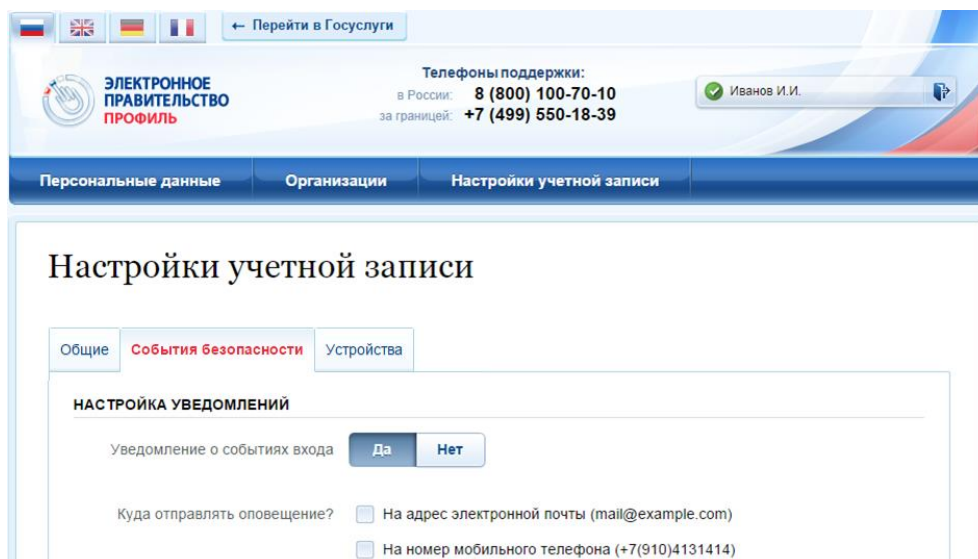 ← Перейти в Госуслуги
ЭЛЕКТРОННОЕ
ПРАВИТЕЛЬСТВО
ПРОФИЛЬ
Телефоны поддержки:
в России: 8 (800) 100-70-10
за границей: +7 (499) 550-18-39
Иванов И.И.
Персональные данные Организации Настройки учетной записи
Настройки учетной записи
Общие События безопасности Устройства
НАСТРОЙКА УВЕДОМЛЕНИЙ
Уведомление о событиях входа Да Нет
Куда отправлять оповещение? На адрес электронной почты (mail@example.com)
На номер мобильного телефона (+7(910)4131414)